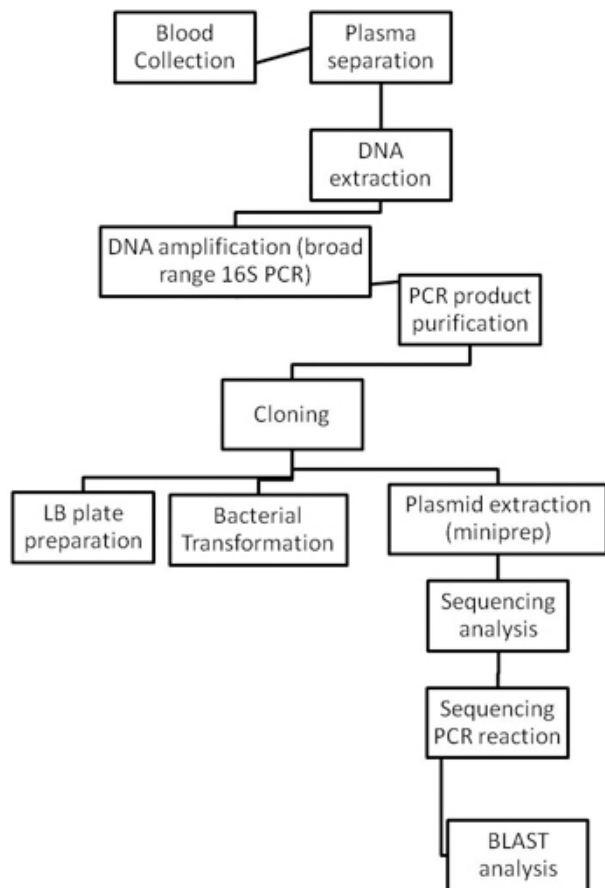 Blood
Collection
Plasma
separation
DNA
extraction
DNA amplification (broad
range 16S PCR)
PCR product
purification
Cloning
LB plate
preparation
Bacterial
Transformation
Plasmid extraction
(miniprep)
Sequencing
analysis
Sequencing
PCR reaction
BLAST
analysis